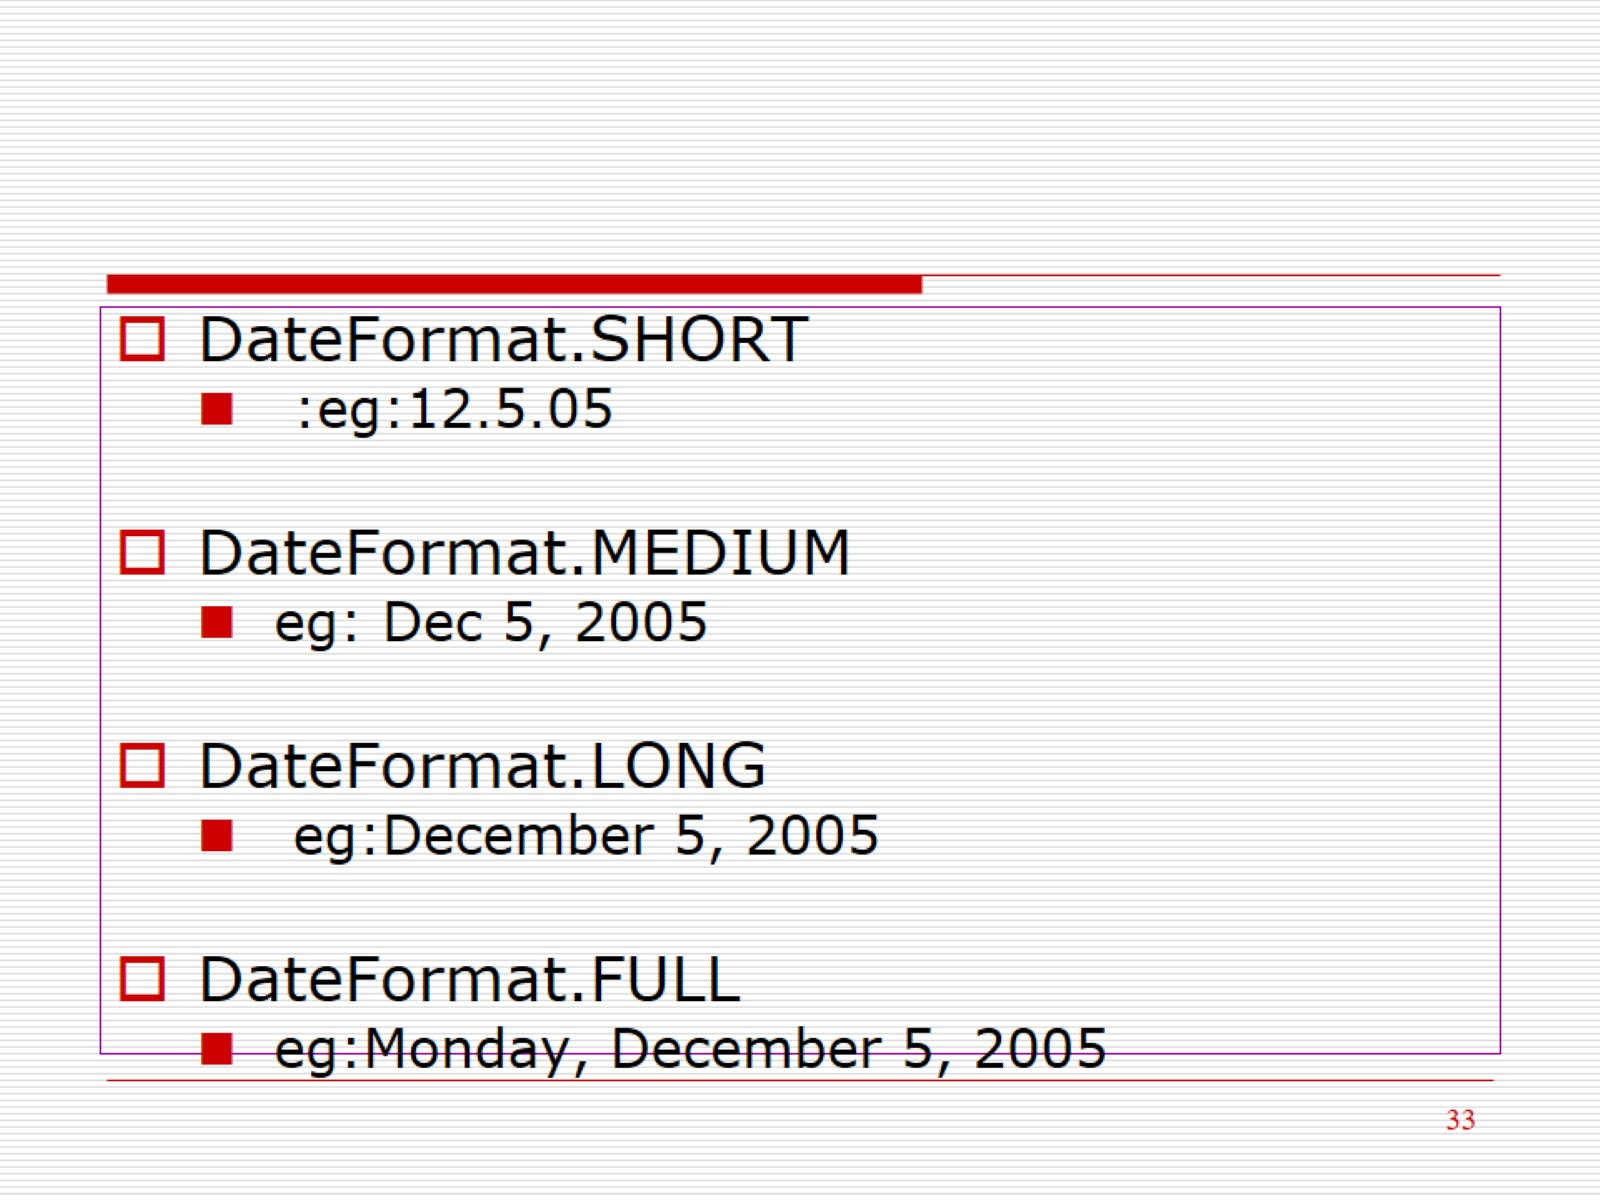 DateFormat.SHORT
:eg:12.5.05
DateFormat.MEDIUM
eg: Dec 5, 2005
DateFormat.LONG
eg:December 5, 2005
DateFormat.FULL
eg:Monday, December 5, 2005
33